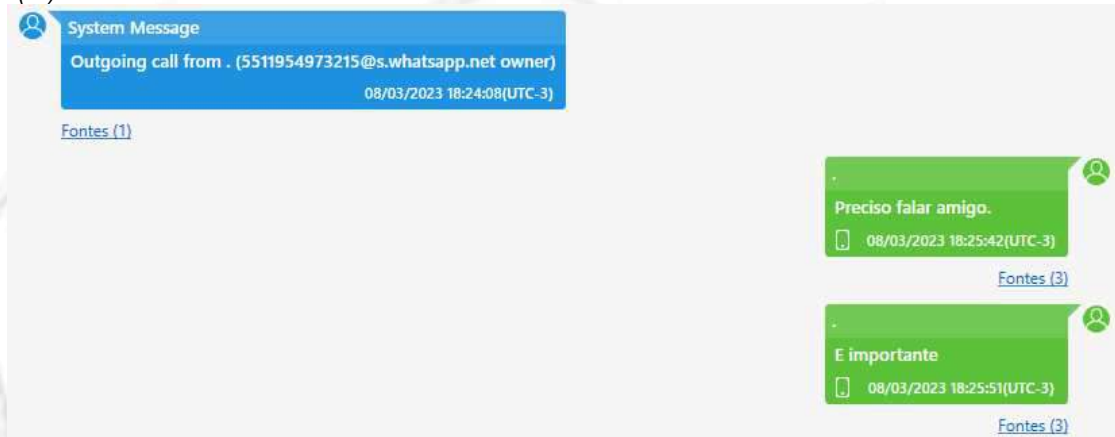 System Message
Outgoing call from . (5511954973215@s.whatsapp.net owner)
08/03/2023 18:24:08(UTC-3)
Fontes (1)
.
Preciso falar amigo.
08/03/2023 18:25:42(UTC-3)
Fontes (3)
.
E importante
08/03/2023 18:25:51(UTC-3)
Fontes (3)